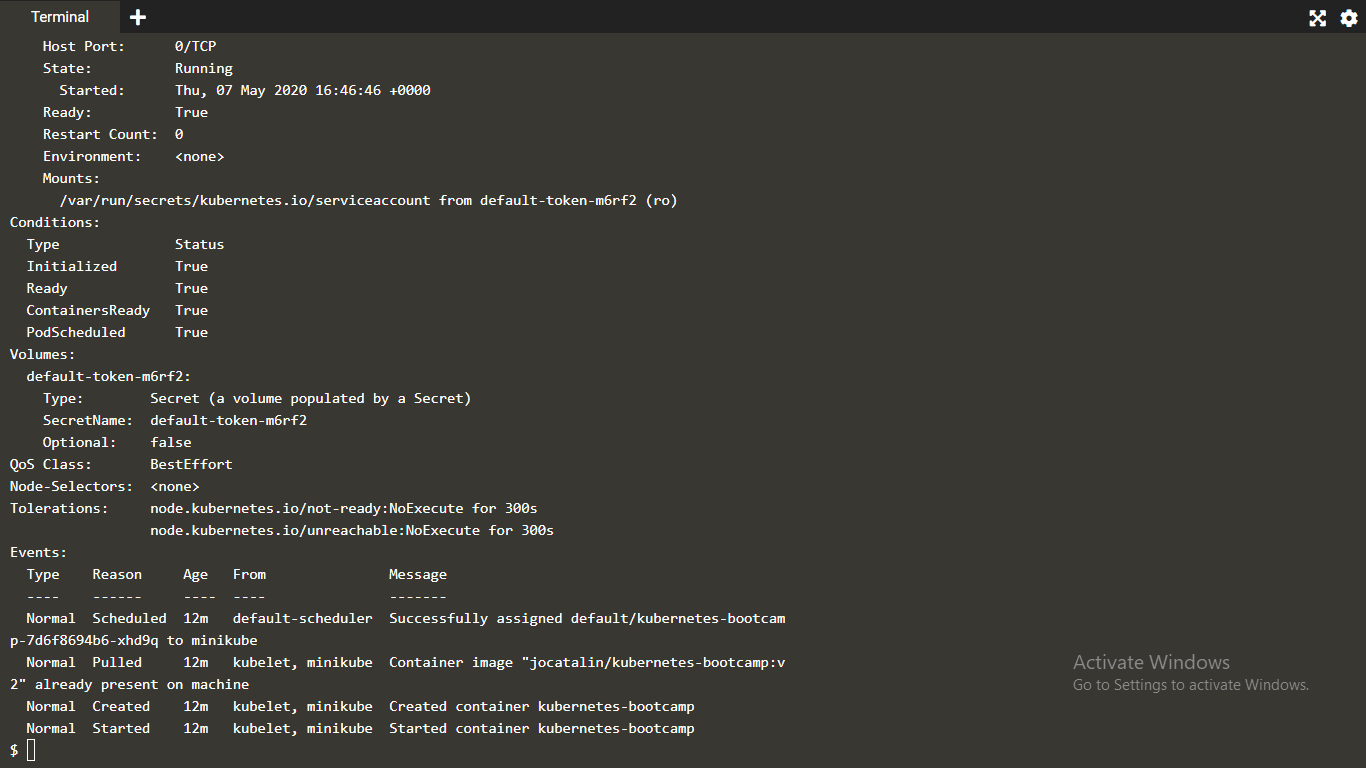 Terminal
Host Port:      0/TCP
State:          Running
Started:      Thu, 07 May 2020 16:46:46 +0000
Ready:          True
Restart Count:  0
Environment:    <none>
Mounts:
/var/run/secrets/kubernetes.io/serviceaccount from default-token-m6rf2 (ro)
Conditions:
Type              Status
Initialized       True
Ready             True
ContainersReady   True
PodScheduled      True
Volumes:
default-token-m6rf2:
Type:        Secret (a volume populated by a Secret)
SecretName:  default-token-m6rf2
Optional:    false
QoS Class:       BestEffort
Node-Selectors:  <none>
Tolerations:     node.kubernetes.io/not-ready:NoExecute for 300s
node.kubernetes.io/unreachable:NoExecute for 300s
Events:
Type    Reason     Age   From               Message
----    ------     ----  ----               -------
Normal  Scheduled  12m   default-scheduler  Successfully assigned default/kubernetes-bootcam
p-7d6f8694b6-xhd9q to minikube
Normal  Pulled     12m   kubelet, minikube  Container image "jocatalin/kubernetes-bootcamp:v
2" already present on machine
Normal  Created    12m   kubelet, minikube  Created container kubernetes-bootcamp
Normal  Started    12m   kubelet, minikube  Started container kubernetes-bootcamp
$
Activate Windows
Go to Settings to activate Windows.